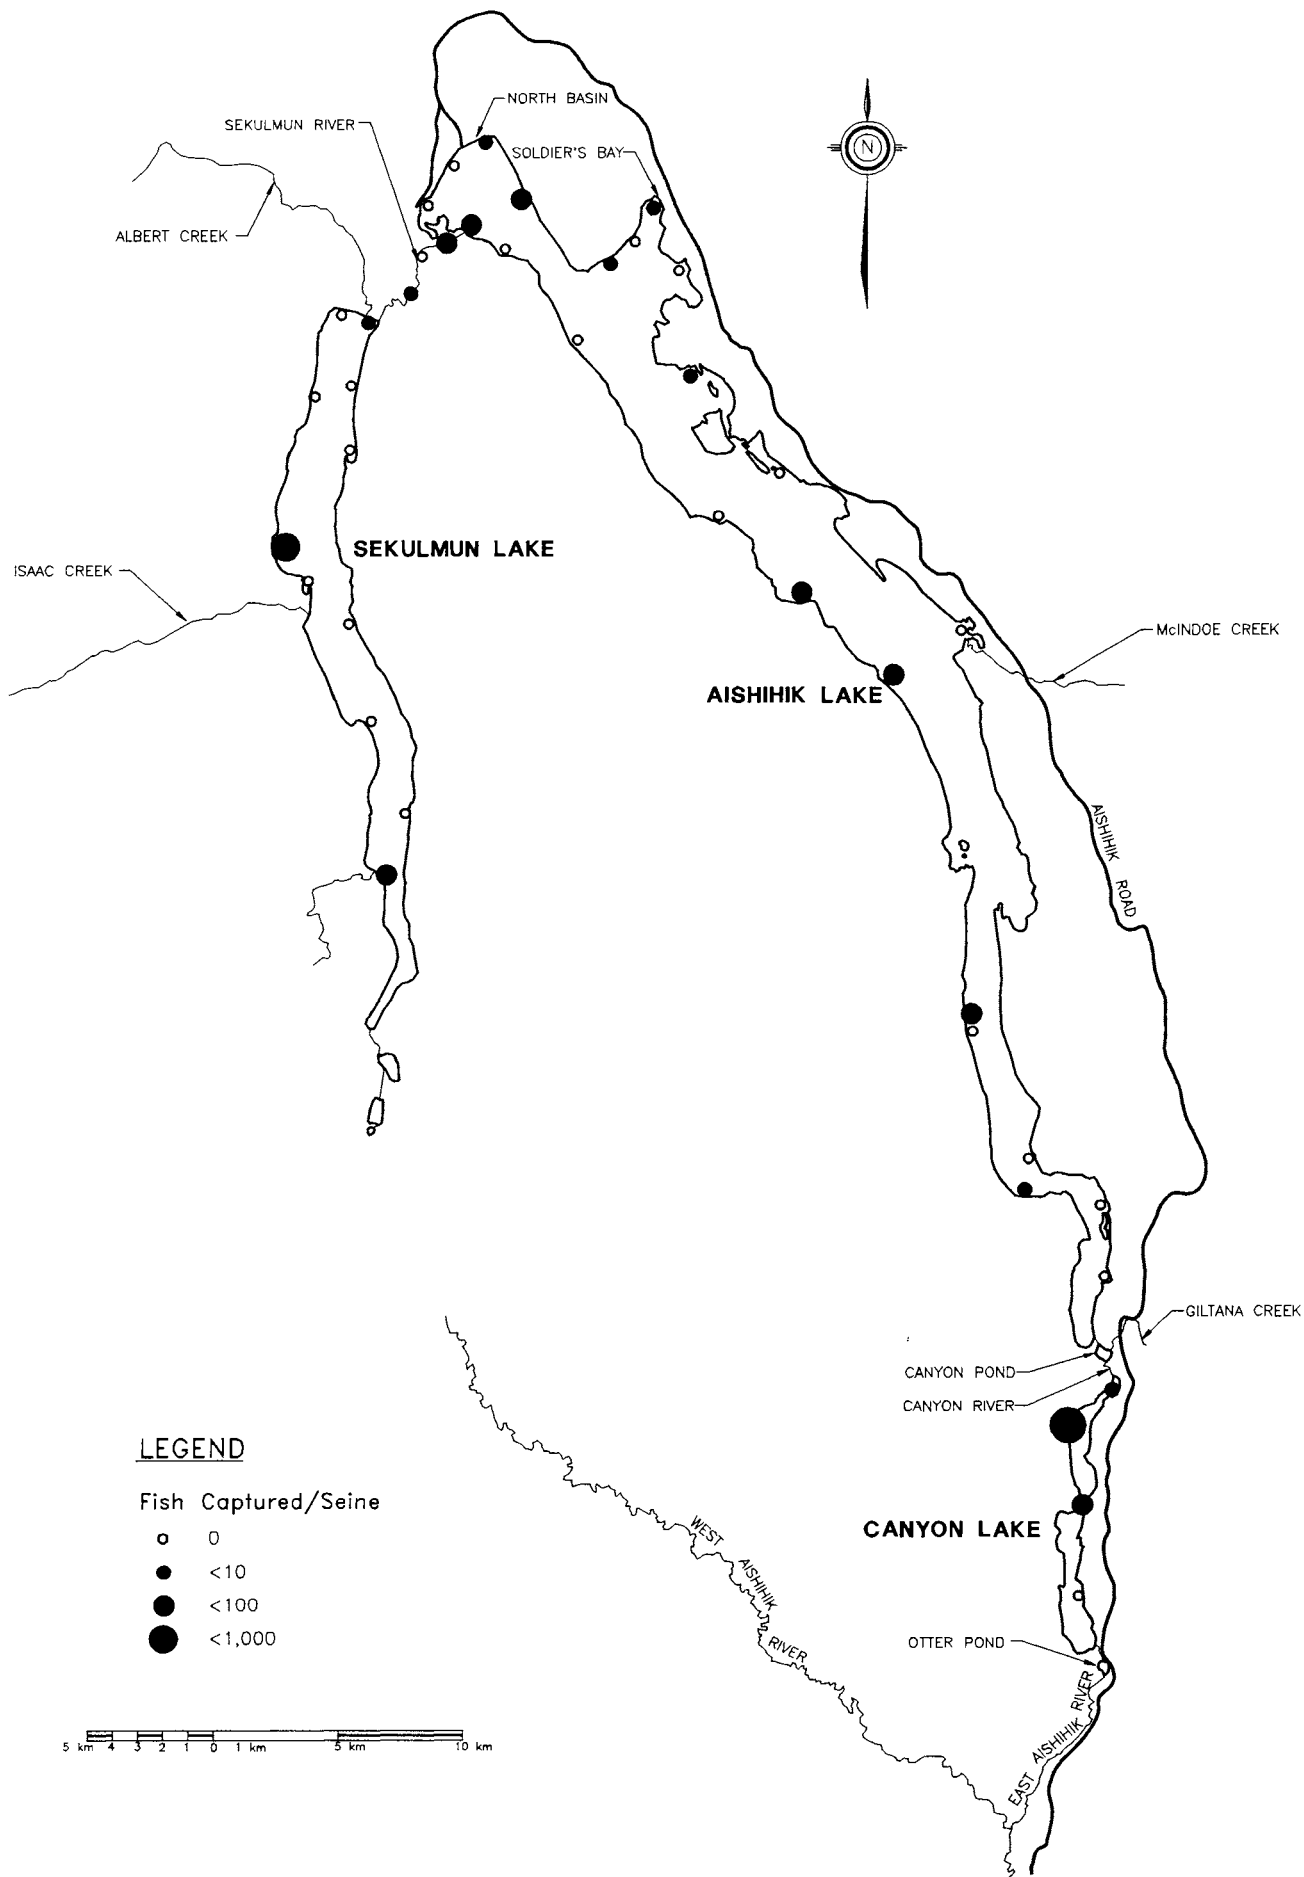 NORTH BASIN
SEKULMUN RIVER
SOLDIER'S BAY
N
ALBERT CREEK
SEKULMUN LAKE
ISAAC CREEK
McINDOE CREEK
AISHIHIK LAKE
AISHIHIK ROAD
GILTANA CREEK
CANYON POND
CANYON RIVER
LEGEND
Fish Captured/Seine
0
<10
<100
<1,000
CANYON LAKE
WEST AISHIHIK RIVER
OTTER POND
EAST AISHIHIK RIVER
5 km 4 3 2 1 0 1 km 5 km 10 km